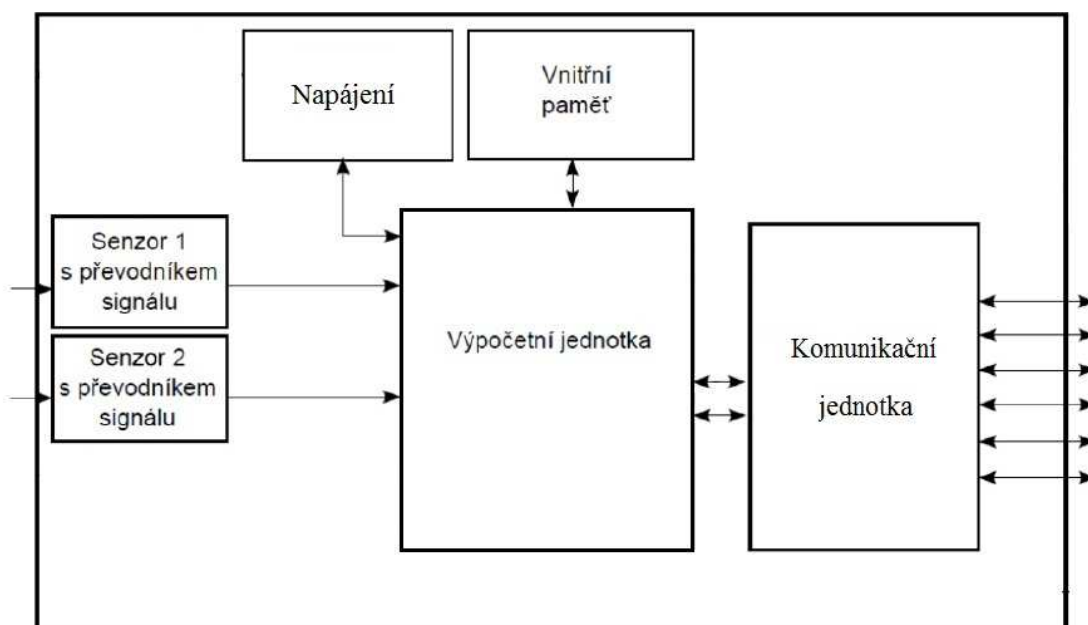 Napájení
Vnitřní
paměť
Senzor 1
s převodníkem
signálu
Senzor 2
s převodníkem
signálu
Výpočetní jednotka
Komunikační
jednotka